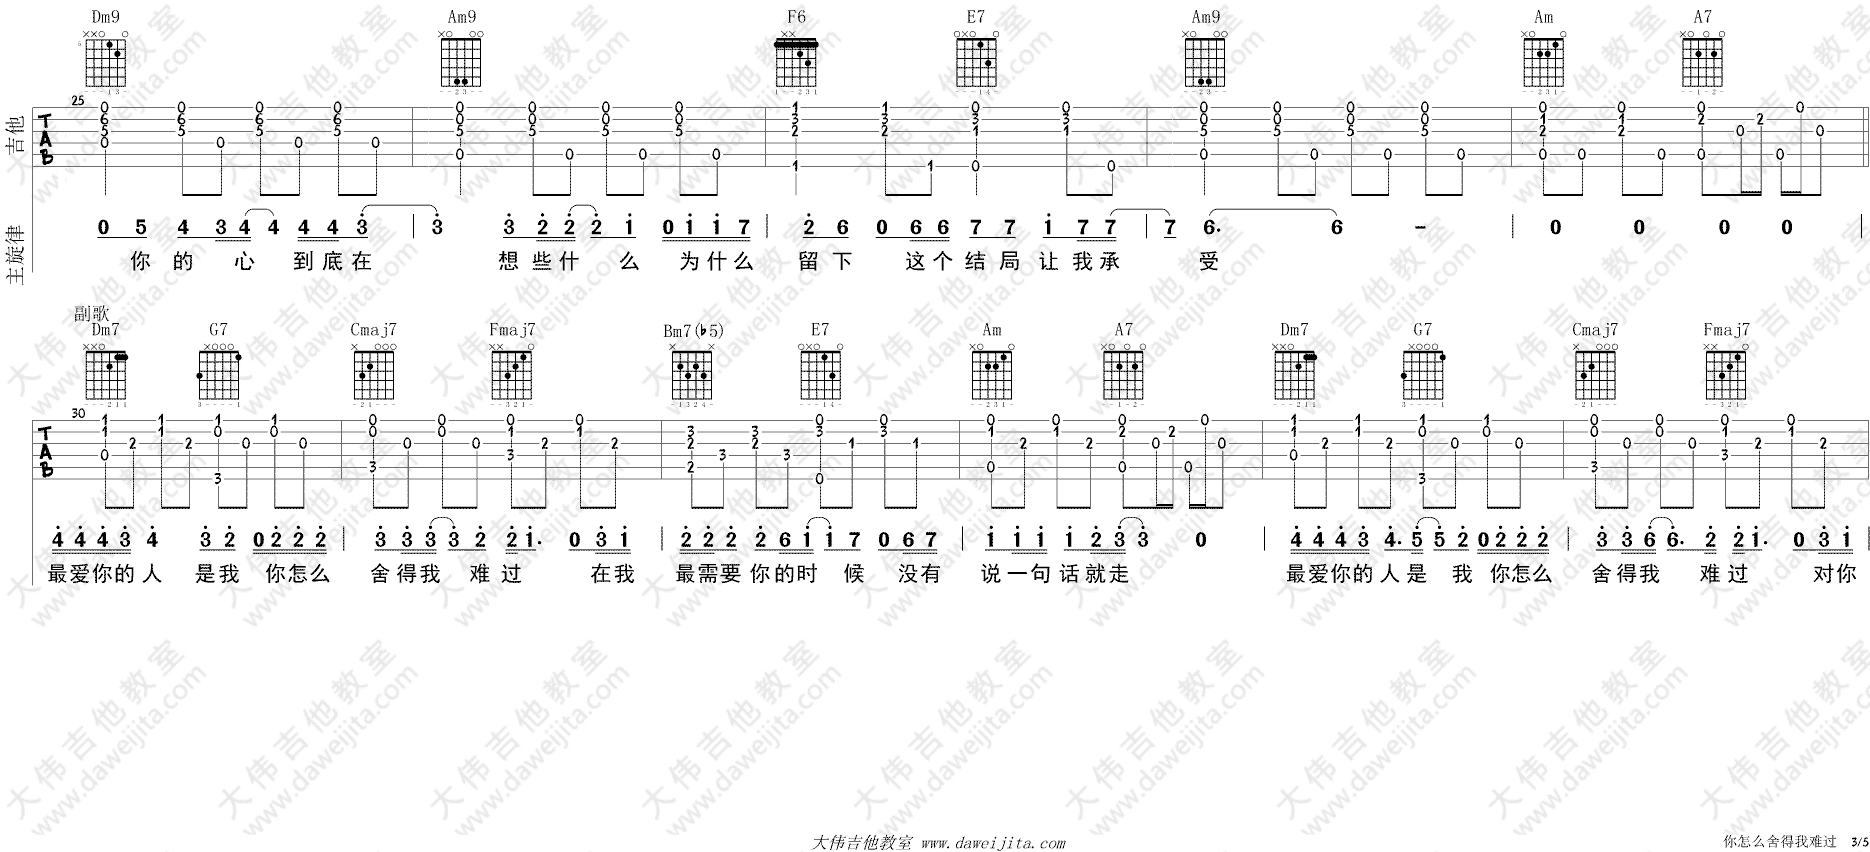 Dm9 Am9 F6 E7 Am9 Am A7
25
吉他 TAB
主旋律 0 5 4 3 4 4 4 4 3 | 3 3 2 2 2 i 0 i i 7 | 2 6 0 6 6 7 7 i 7 7 | 7 6. 6 - | 0 0 0 0
你 的 心 到 底 在 想 些 什 么 为 什 么 留 下 这 个 结 局 让 我 承 受
副歌
Dm7 G7 Cmaj7 Fmaj7 Bm7(♭5) E7 Am A7 Dm7 G7 Cmaj7 Fmaj7
30
TAB
4 4 4 3 4 3 2 0 2 2 2 | 3 3 3 3 2 2 1. 0 3 1 | 2 2 2 2 6 1 1 7 0 6 7 | 1 1 1 1 2 3 3 0 | 4 4 4 3 4. 5 5 2 0 2 2 2 | 3 3 6 6. 2 2 1. 0 3 1
最爱你的人 是我 你怎么 舍得我 难过 在我 最需要 你的时 候 没有 说一句 话就走 最爱你的人是 我 你怎么 舍得我 难过 对你
大伟吉他教室 www.daweijita.com
你怎么舍得我难过 3/5